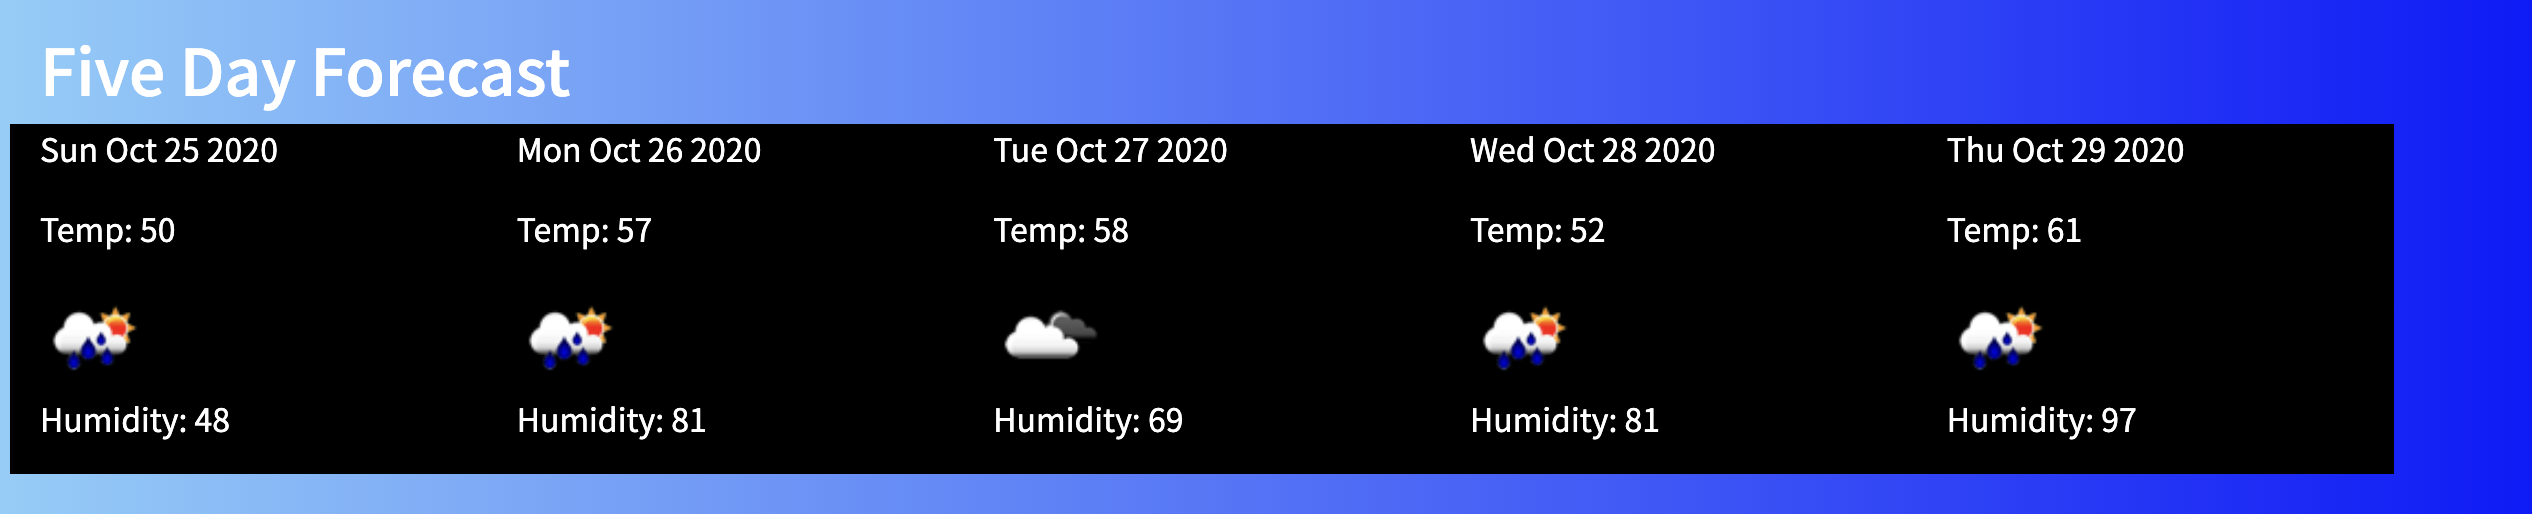 Five Day Forecast
Sun Oct 25 2020
Temp: 50
Humidity: 48
Mon Oct 26 2020
Temp: 57
Humidity: 81
Tue Oct 27 2020
Temp: 58
Humidity: 69
Wed Oct 28 2020
Temp: 52
Humidity: 81
Thu Oct 29 2020
Temp: 61
Humidity: 97